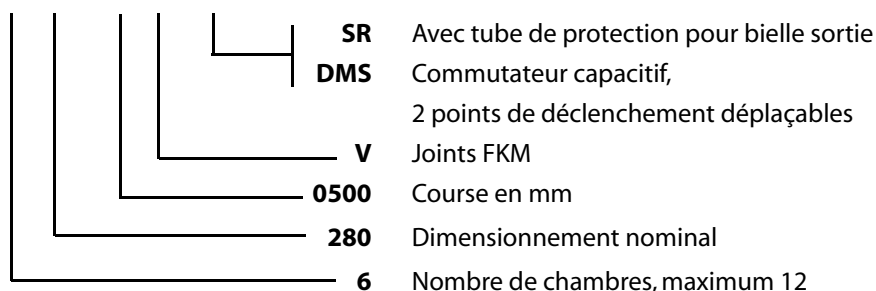 SR Avec tube de protection pour bielle sortie
DMS Commutateur capacitif,
2 points de déclenchement déplaçables
V Joints FKM
0500 Course en mm
280 Dimensionnement nominal
6 Nombre de chambres, maximum 12